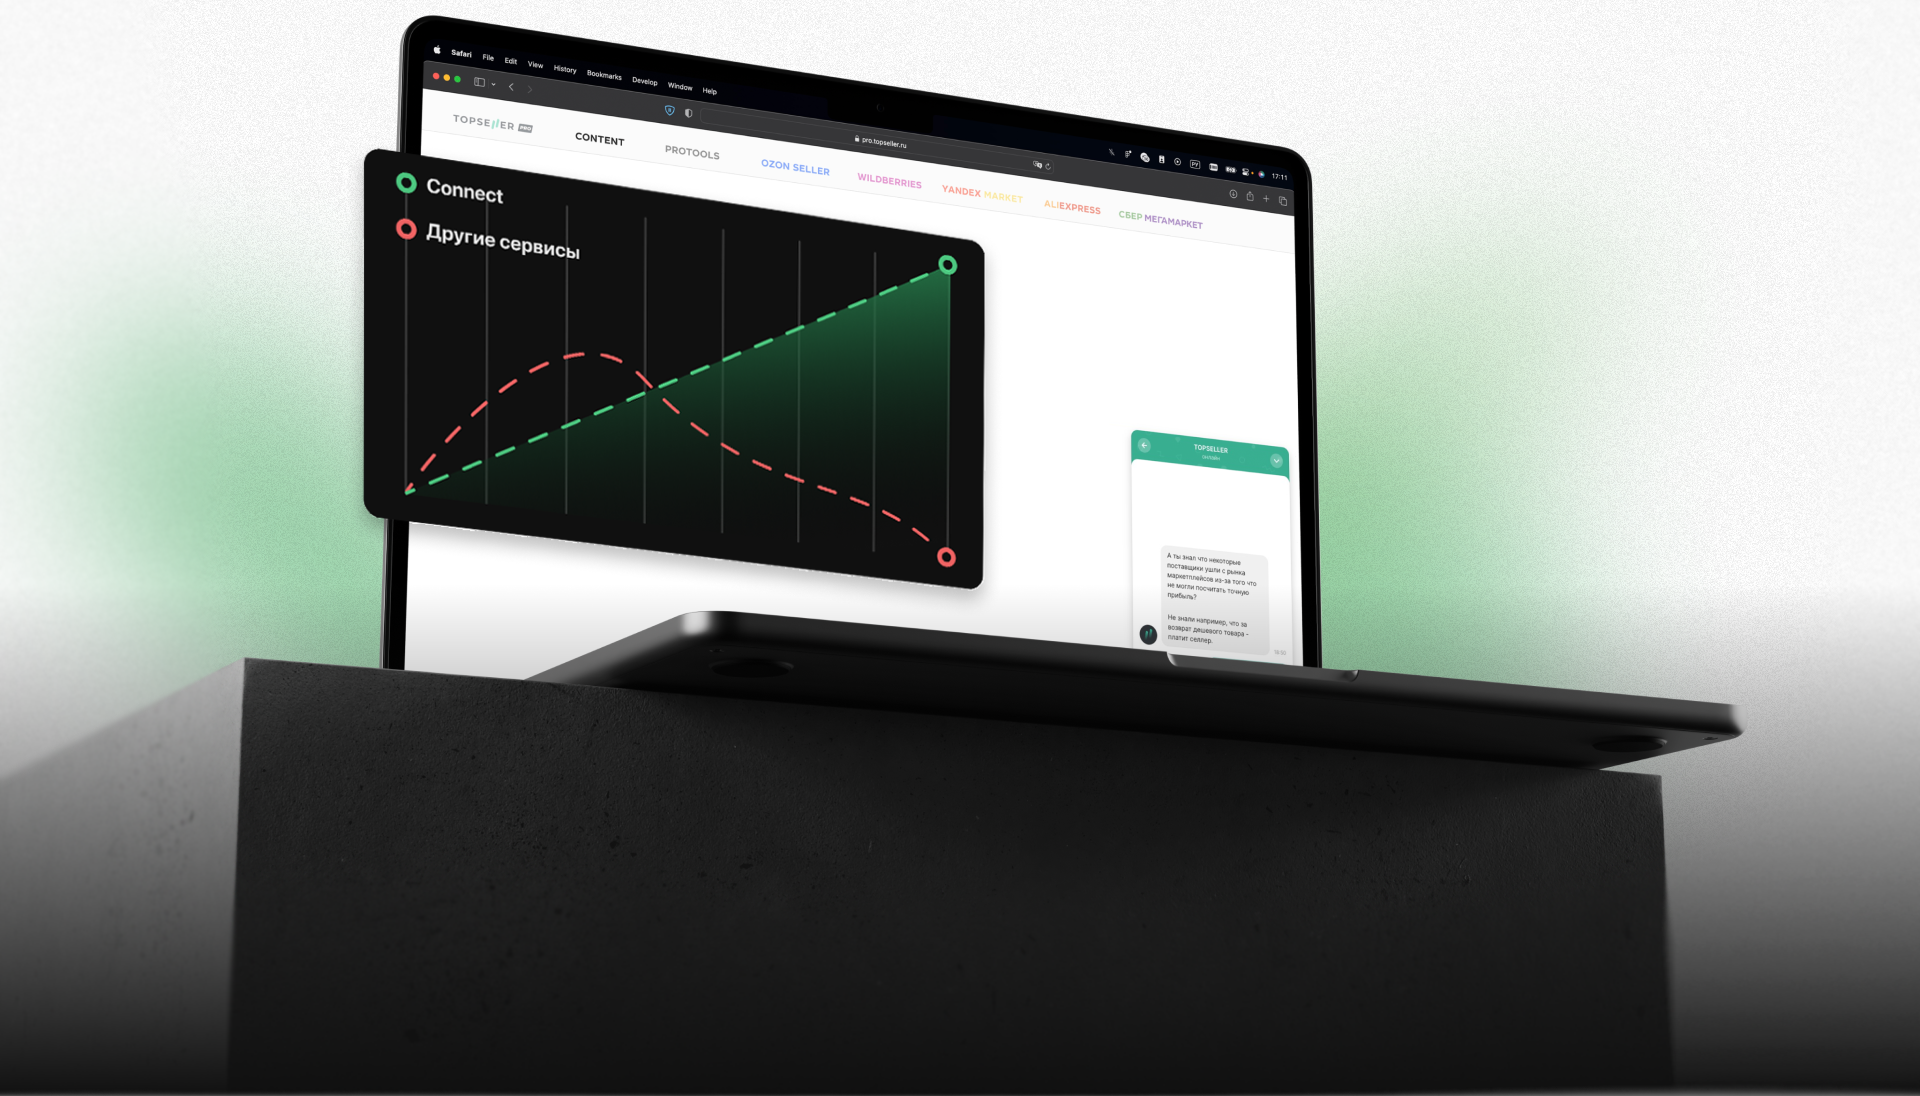 Safari File Edit View History Bookmarks Develop Window Help
17:11
pro.topseller.ru
TOPSELLER PRO
CONTENT PROTOOLS OZON SELLER WILDBERRIES YANDEX MARKET ALIEXPRESS СБЕР МЕГАМАРКЕТ
Connect
Другие сервисы
TOPSELLER
онлайн
А ты знал что некоторые
поставщики ушли с рынка
маркетплейсов из-за того что
не могли посчитать точную
прибыль?
Не знали например, что за
возврат дешевого товара -
платит селлер.